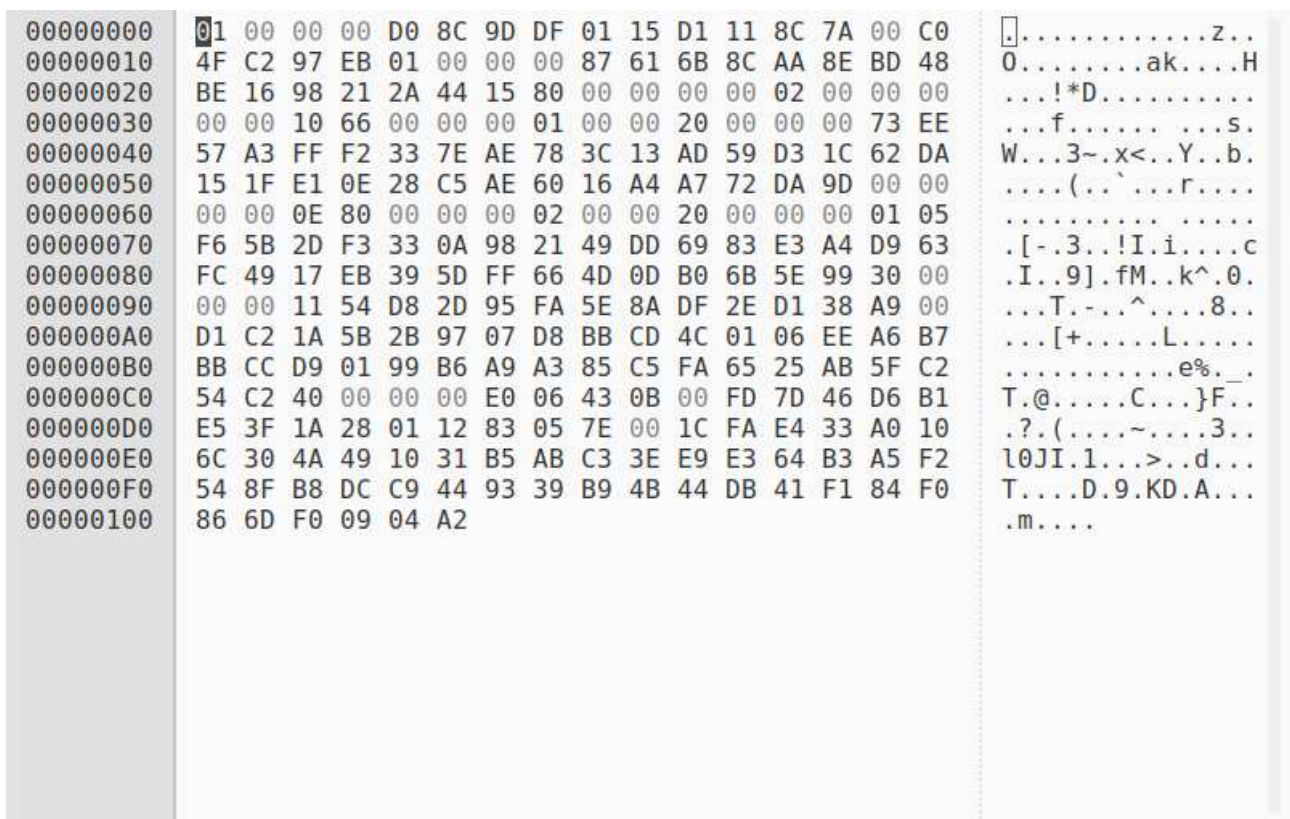 00000000 01 00 00 00 D0 8C 9D DF 01 15 D1 11 8C 7A 00 C0 .............z..
00000010 4F C2 97 EB 01 00 00 00 87 61 6B 8C AA 8E BD 48 O........ak....H
00000020 BE 16 98 21 2A 44 15 80 00 00 00 00 02 00 00 00 ...!*D..........
00000030 00 00 10 66 00 00 00 01 00 00 20 00 00 00 73 EE ...f...... ...s.
00000040 57 A3 FF F2 33 7E AE 78 3C 13 AD 59 D3 1C 62 DA W...3~.x<..Y..b.
00000050 15 1F E1 0E 28 C5 AE 60 16 A4 A7 72 DA 9D 00 00 ....(..`...r....
00000060 00 00 0E 80 00 00 00 02 00 00 20 00 00 00 01 05 .......... .....
00000070 F6 5B 2D F3 33 0A 98 21 49 DD 69 83 E3 A4 D9 63 .[-.3..!I.i....c
00000080 FC 49 17 EB 39 5D FF 66 4D 0D B0 6B 5E 99 30 00 .I..9].fM..k^.0.
00000090 00 00 11 54 D8 2D 95 FA 5E 8A DF 2E D1 38 A9 00 ...T.-..^....8..
000000A0 D1 C2 1A 5B 2B 97 07 D8 BB CD 4C 01 06 EE A6 B7 ...[+.....L.....
000000B0 BB CC D9 01 99 B6 A9 A3 85 C5 FA 65 25 AB 5F C2 ...........e%._.
000000C0 54 C2 40 00 00 00 E0 06 43 0B 00 FD 7D 46 D6 B1 T.@.....C...}F..
000000D0 E5 3F 1A 28 01 12 83 05 7E 00 1C FA E4 33 A0 10 .?.(....~....3..
000000E0 6C 30 4A 49 10 31 B5 AB C3 3E E9 E3 64 B3 A5 F2 l0JI.1...>..d...
000000F0 54 8F B8 DC C9 44 93 39 B9 4B 44 DB 41 F1 84 F0 T....D.9.KD.A...
00000100 86 6D F0 09 04 A2 .m....